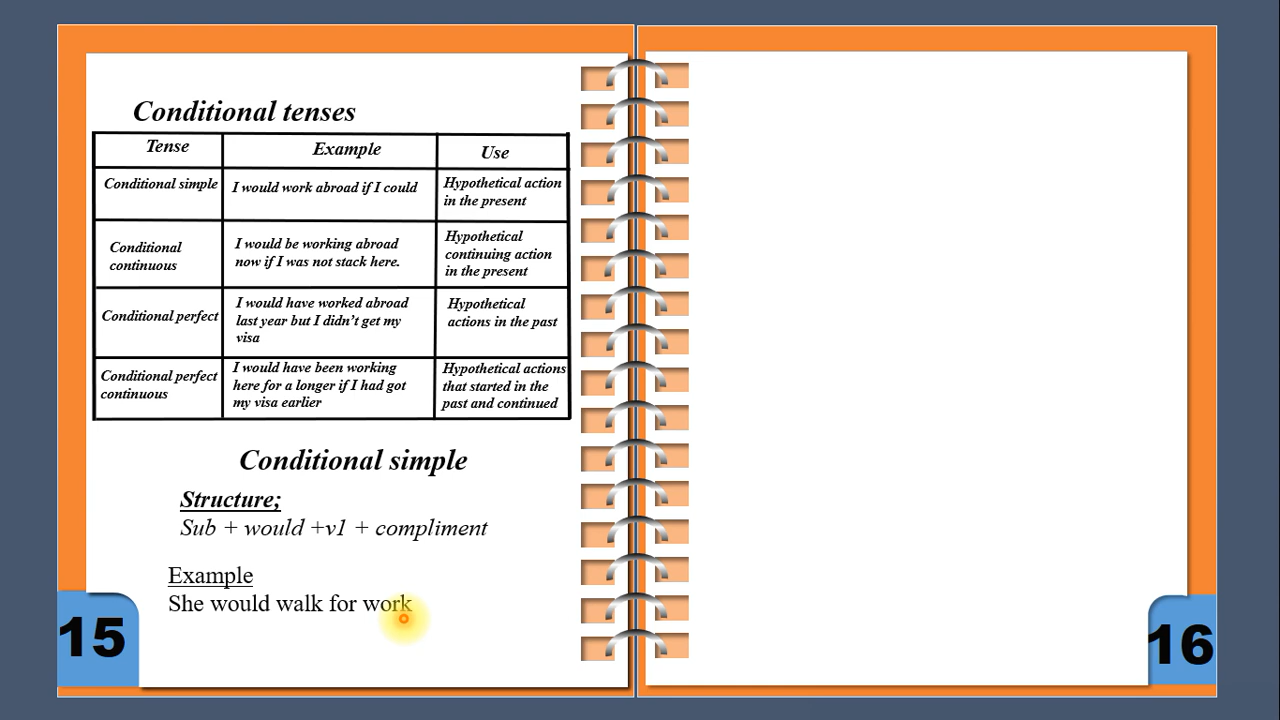 Conditional tenses
Tense Example Use
Conditional simple
I would work abroad if I could
Hypothetical action
in the present
Conditional
continuous
I would be working abroad
now if I was not stack here.
Hypothetical
continuing action
in the present
Conditional perfect
I would have worked abroad
last year but I didn't get my
visa
Hypothetical
actions in the past
Conditional perfect
continuous
I would have been working
here for a longer if I had got
my visa earlier
Hypothetical actions
that started in the
past and continued
Conditional simple
Structure;
Sub + would +v1 + compliment
Example
She would walk for work
15
16